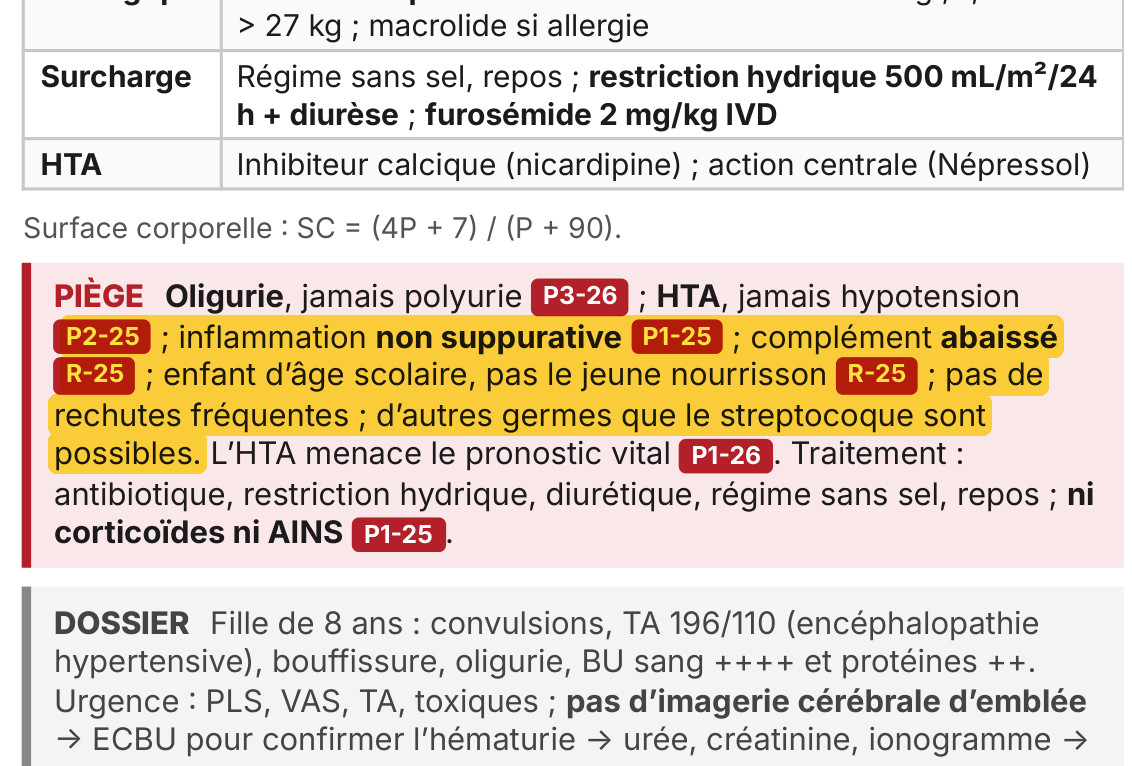 > 27 kg ; macrolide si allergie
Surcharge
Régime sans sel, repos ; restriction hydrique 500 mL/m²/24
h + diurèse ; furosémide 2 mg/kg IVD
HTA
Inhibiteur calcique (nicardipine) ; action centrale (Népressol)
Surface corporelle : SC = (4P + 7) / (P + 90).
PIÈGE Oligurie, jamais polyurie P3-26 ; HTA, jamais hypotension
P2-25 ; inflammation non suppurative P1-25 ; complément abaissé
R-25 ; enfant d’âge scolaire, pas le jeune nourrisson R-25 ; pas de
rechutes fréquentes ; d’autres germes que le streptocoque sont
possibles. L’HTA menace le pronostic vital P1-26. Traitement :
antibiotique, restriction hydrique, diurétique, régime sans sel, repos ; ni
corticoïdes ni AINS P1-25.
DOSSIER Fille de 8 ans : convulsions, TA 196/110 (encéphalopathie
hypertensive), bouffissure, oligurie, BU sang ++++ et protéines ++.
Urgence : PLS, VAS, TA, toxiques ; pas d’imagerie cérébrale d’emblée
→ ECBU pour confirmer l’hématurie → urée, créatinine, ionogramme →